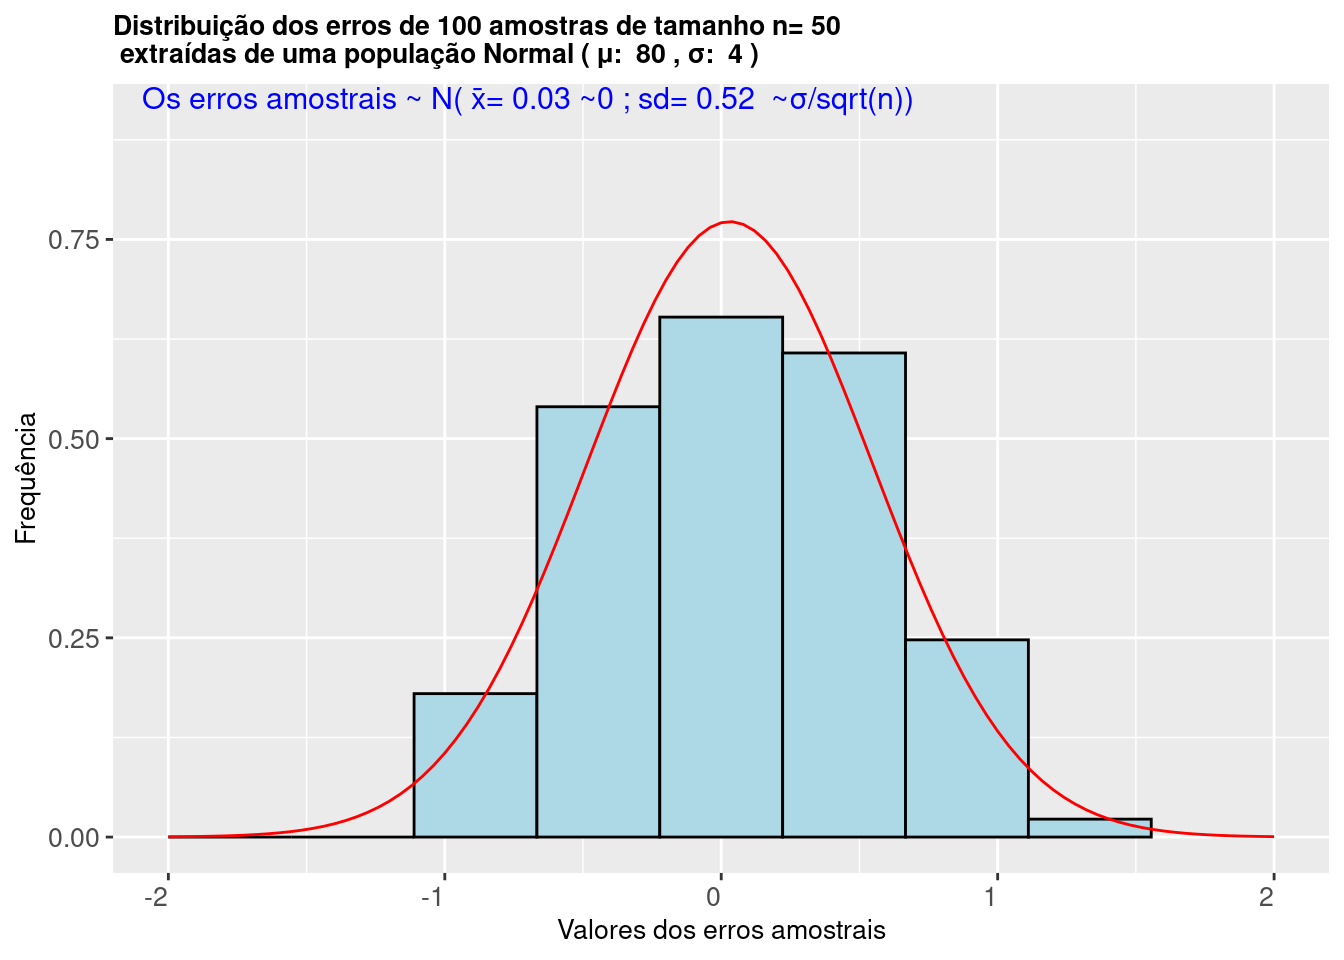 Distribuição dos erros de 100 amostras de tamanho n= 50
extraídas de uma população Normal ( μ:  80 , σ:  4 )
Os erros amostrais ~ N( x̄= 0.03 ~0 ; sd= 0.52  ~σ/sqrt(n))
0.75
0.50
0.25
0.00
Frequência
-2
-1
0
1
2
Valores dos erros amostrais